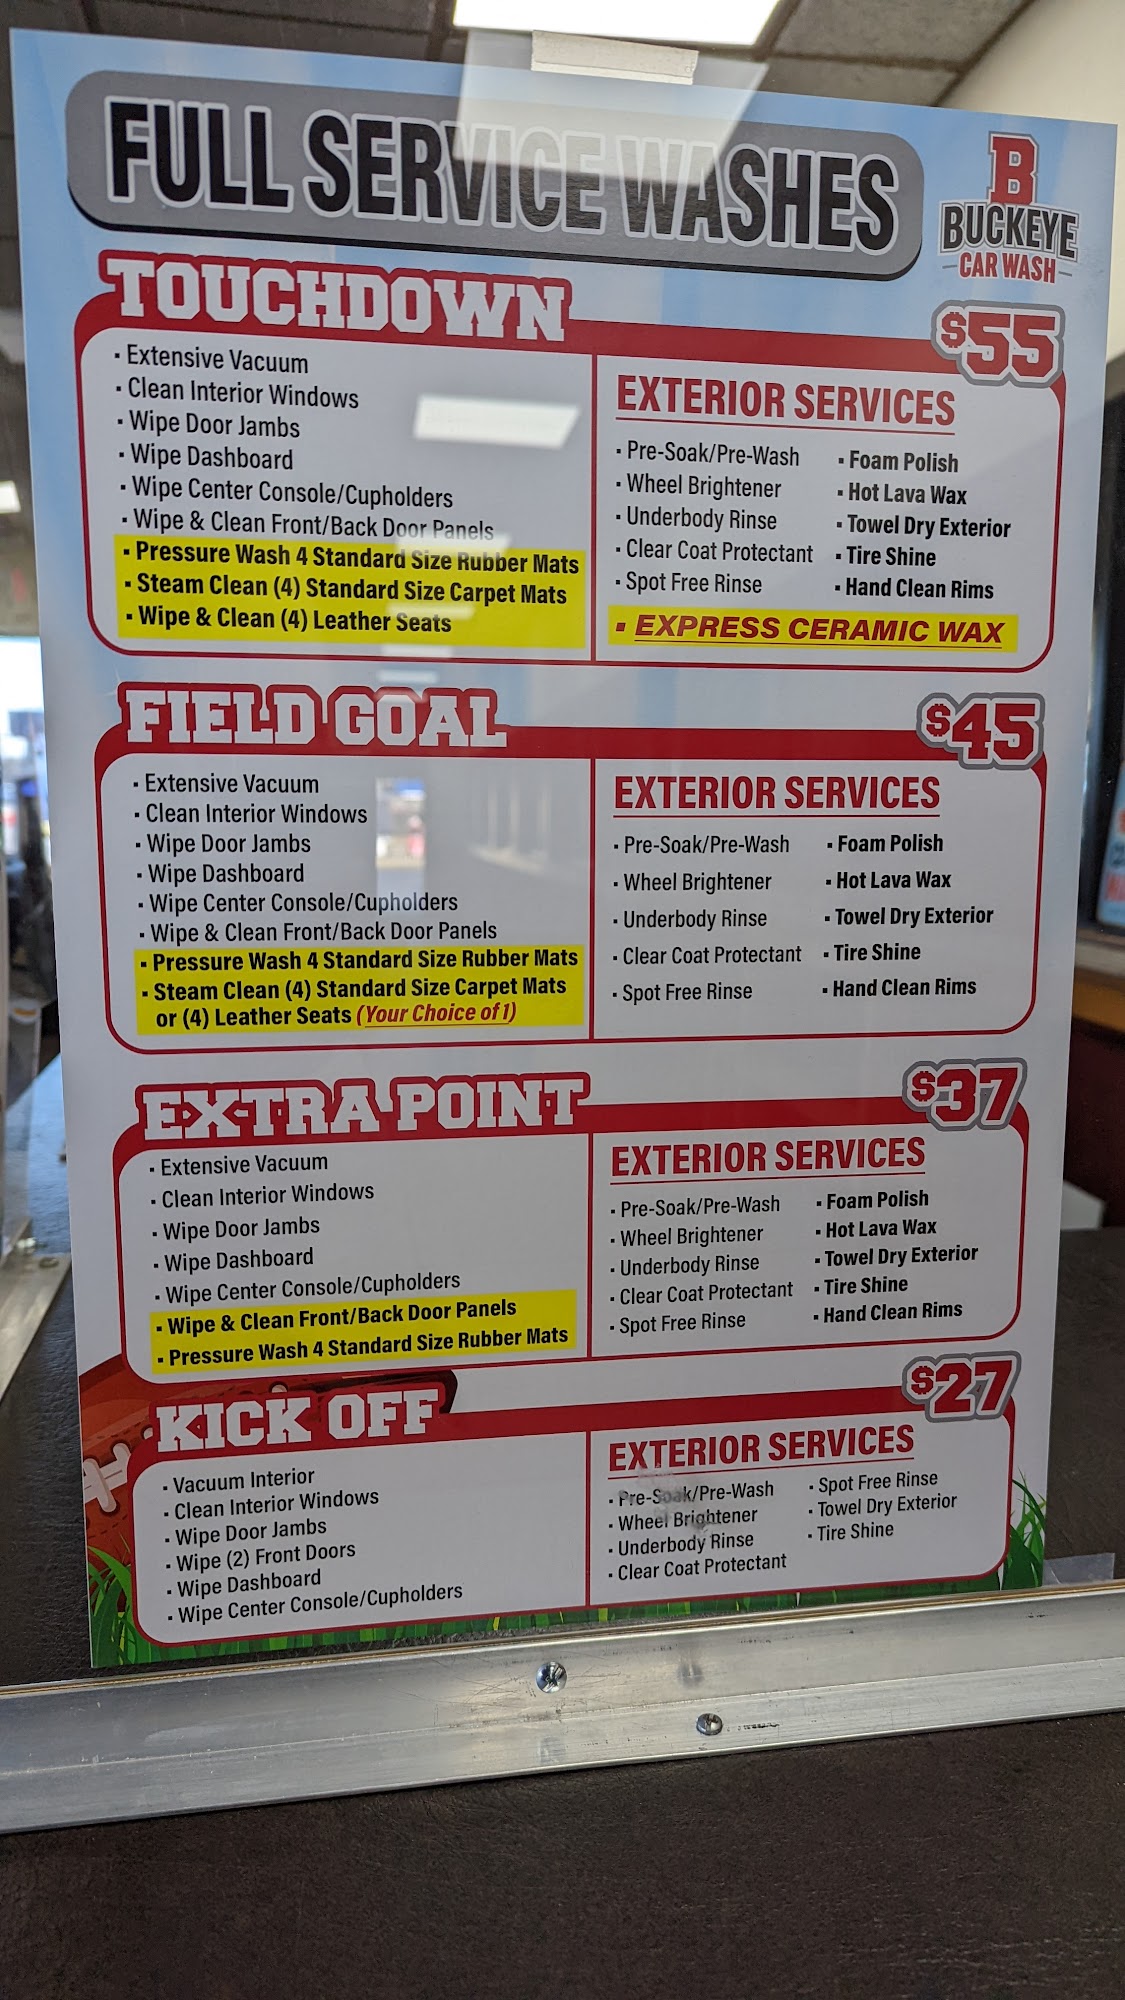 FULL SERVICE WASHES
B
BUCKEYE
CAR WASH
TOUCHDOWN
$55
· Extensive Vacuum
· Clean Interior Windows
· Wipe Door Jambs
· Wipe Dashboard
· Wipe Center Console/Cupholders
· Wipe & Clean Front/Back Door Panels
· Pressure Wash 4 Standard Size Rubber Mats
· Steam Clean (4) Standard Size Carpet Mats
· Wipe & Clean (4) Leather Seats
EXTERIOR SERVICES
· Pre-Soak/Pre-Wash
· Wheel Brightener
· Underbody Rinse
· Clear Coat Protectant
· Spot Free Rinse
· Foam Polish
· Hot Lava Wax
· Towel Dry Exterior
· Tire Shine
· Hand Clean Rims
· EXPRESS CERAMIC WAX
FIELD GOAL
$45
· Extensive Vacuum
· Clean Interior Windows
· Wipe Door Jambs
· Wipe Dashboard
· Wipe Center Console/Cupholders
· Wipe & Clean Front/Back Door Panels
· Pressure Wash 4 Standard Size Rubber Mats
· Steam Clean (4) Standard Size Carpet Mats
or (4) Leather Seats (Your Choice of 1)
EXTERIOR SERVICES
· Pre-Soak/Pre-Wash
· Wheel Brightener
· Underbody Rinse
· Clear Coat Protectant
· Spot Free Rinse
· Foam Polish
· Hot Lava Wax
· Towel Dry Exterior
· Tire Shine
· Hand Clean Rims
EXTRA POINT
$37
· Extensive Vacuum
· Clean Interior Windows
· Wipe Door Jambs
· Wipe Dashboard
· Wipe Center Console/Cupholders
· Wipe & Clean Front/Back Door Panels
· Pressure Wash 4 Standard Size Rubber Mats
EXTERIOR SERVICES
· Pre-Soak/Pre-Wash
· Wheel Brightener
· Underbody Rinse
· Clear Coat Protectant
· Spot Free Rinse
· Foam Polish
· Hot Lava Wax
· Towel Dry Exterior
· Tire Shine
· Hand Clean Rims
KICK OFF
$27
· Vacuum Interior
· Clean Interior Windows
· Wipe Door Jambs
· Wipe (2) Front Doors
· Wipe Dashboard
· Wipe Center Console/Cupholders
EXTERIOR SERVICES
· Pre-Soak/Pre-Wash
· Wheel Brightener
· Underbody Rinse
· Clear Coat Protectant
· Spot Free Rinse
· Towel Dry Exterior
· Tire Shine